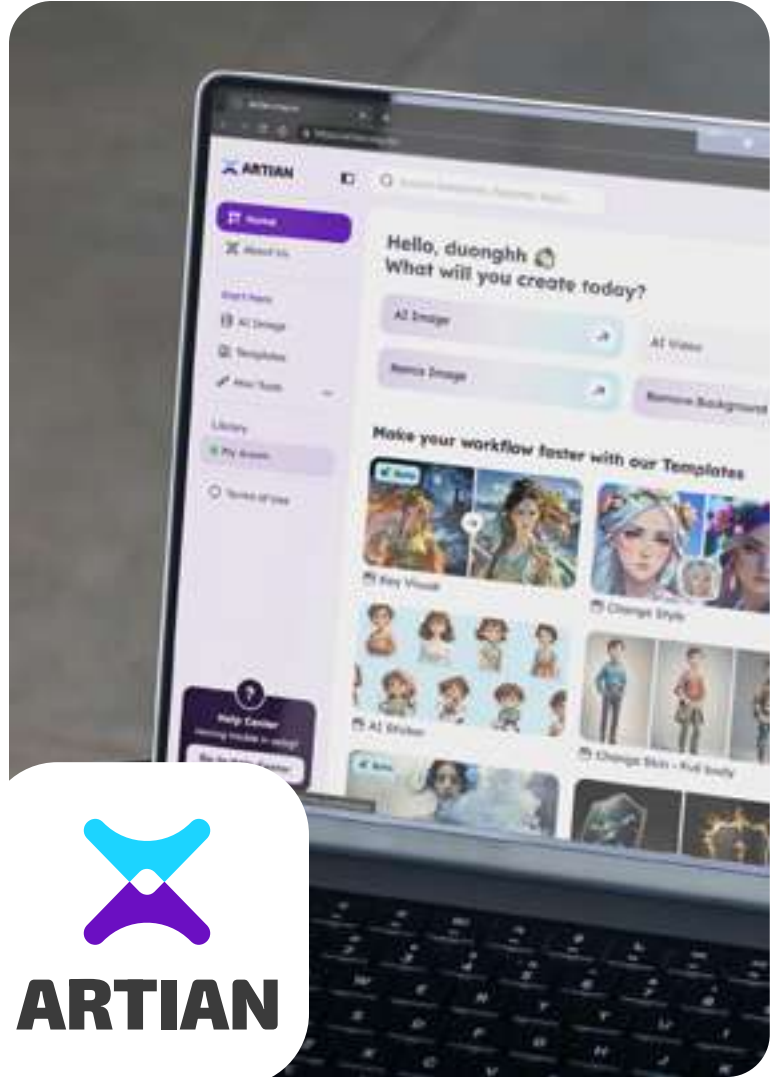 ARTIAN
Home
About Us
Start Here
AI Image
Templates
Library
My Assets
Terms of Use
Help Center
Hello, duonghh
What will you create today?
AI Image
AI Video
Remix Image
Remove Background
Make your workflow faster with our Templates
Key Visual
Change Style
AI Sticker
Change Skin - Full body
ARTIAN